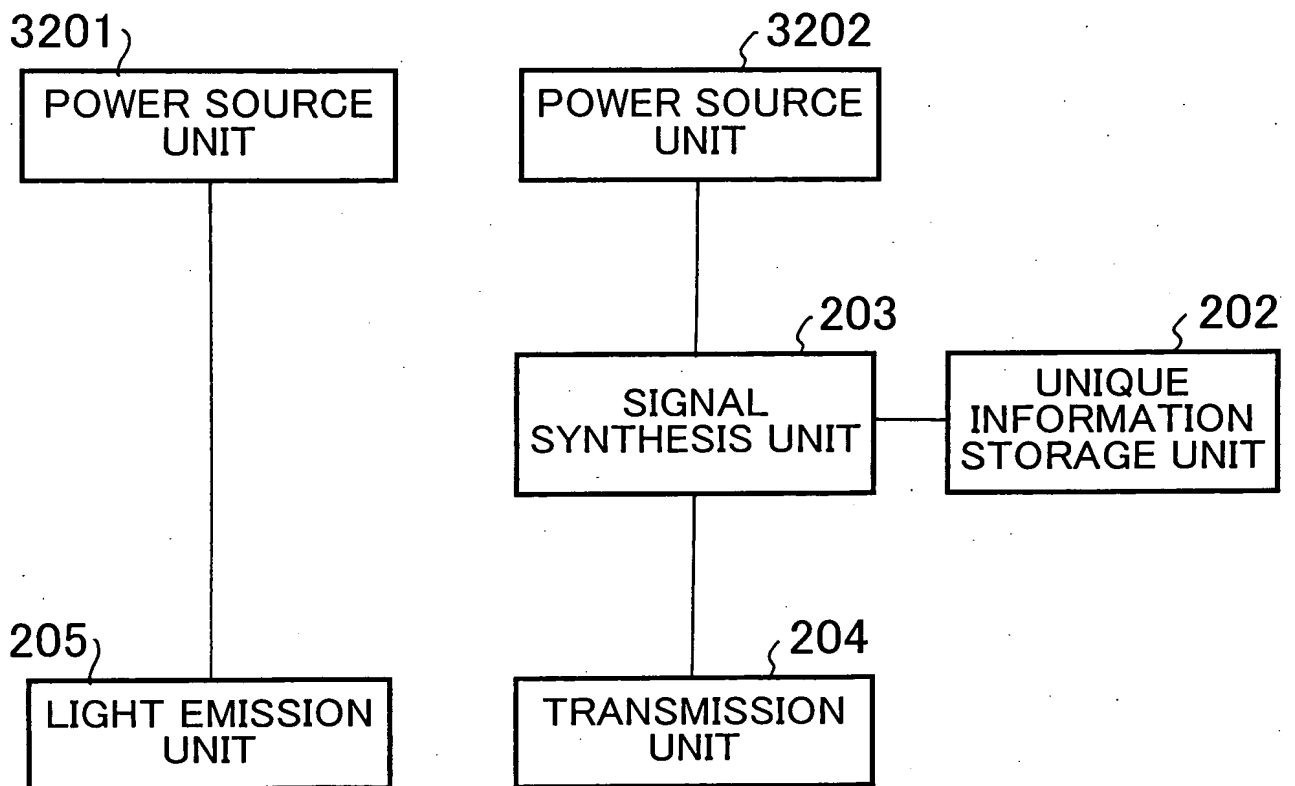 3201
3202
POWER SOURCE
UNIT
POWER SOURCE
UNIT
203
202
SIGNAL
SYNTHESIS UNIT
UNIQUE
INFORMATION
STORAGE UNIT
205
204
LIGHT EMISSION
UNIT
TRANSMISSION
UNIT